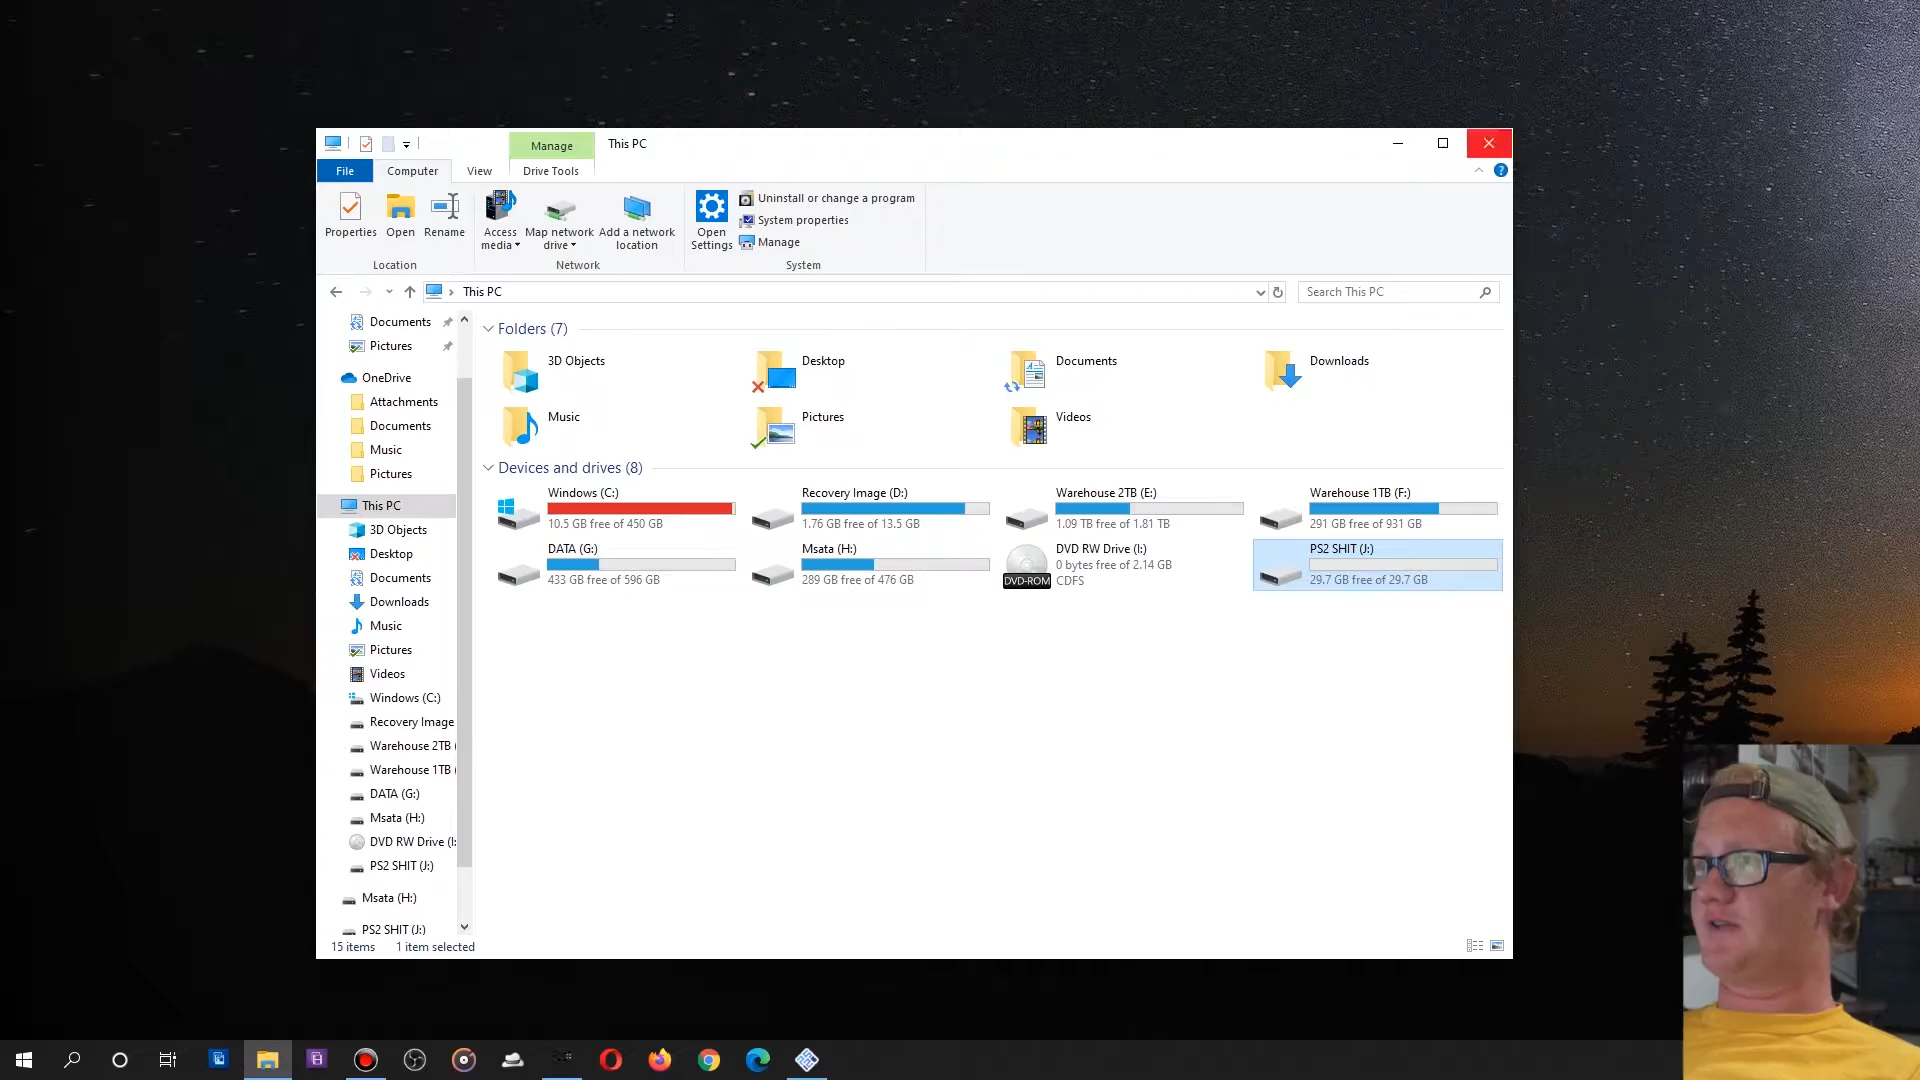 Manage
This PC
File
Computer
View
Drive Tools
Properties
Open
Rename
Access media
Map network drive
Add a network location
Open Settings
Uninstall or change a program
System properties
Manage
Location
Network
System
This PC
Search This PC
Documents
Pictures
OneDrive
Attachments
Documents
Music
Pictures
This PC
3D Objects
Desktop
Documents
Downloads
Music
Pictures
Videos
Windows (C:)
Recovery Image
Warehouse 2TB (
Warehouse 1TB (
DATA (G:)
Msata (H:)
DVD RW Drive (I:
PS2 SHIT (J:)
Msata (H:)
PS2 SHIT (J:)
Folders (7)
3D Objects
Desktop
Documents
Downloads
Music
Pictures
Videos
Devices and drives (8)
Windows (C:)
10.5 GB free of 450 GB
Recovery Image (D:)
1.76 GB free of 13.5 GB
Warehouse 2TB (E:)
1.09 TB free of 1.81 TB
Warehouse 1TB (F:)
291 GB free of 931 GB
DATA (G:)
433 GB free of 596 GB
Msata (H:)
289 GB free of 476 GB
DVD RW Drive (I:)
0 bytes free of 2.14 GB
CDFS
DVD-ROM
PS2 SHIT (J:)
29.7 GB free of 29.7 GB
15 items
1 item selected